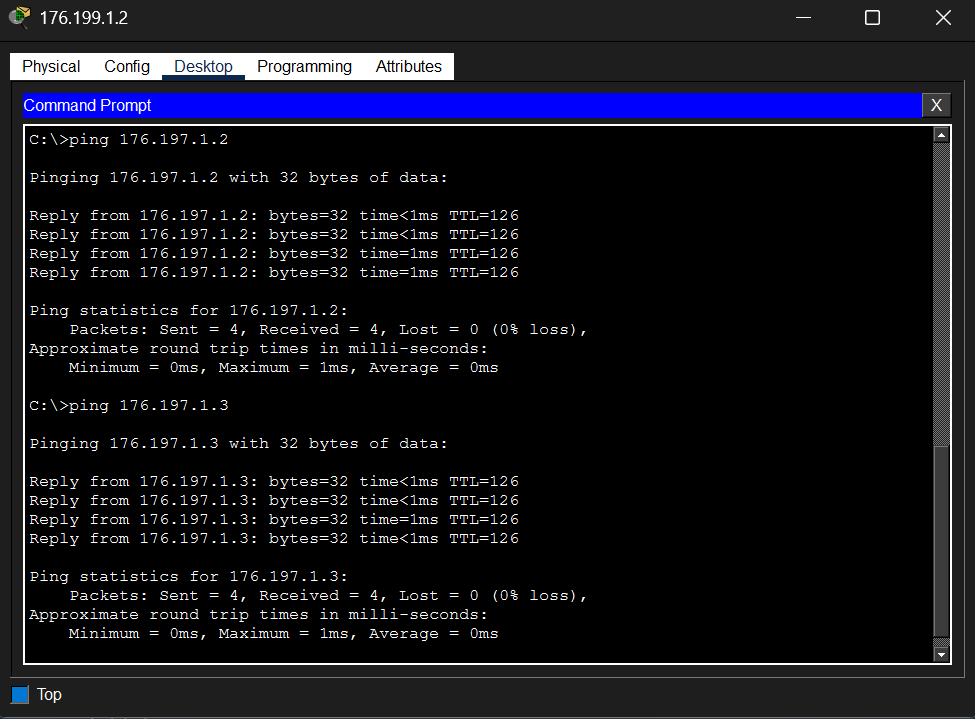 176.199.1.2
Physical Config Desktop Programming Attributes
Command Prompt X
C:\>ping 176.197.1.2
Pinging 176.197.1.2 with 32 bytes of data:
Reply from 176.197.1.2: bytes=32 time<1ms TTL=126
Reply from 176.197.1.2: bytes=32 time<1ms TTL=126
Reply from 176.197.1.2: bytes=32 time=1ms TTL=126
Reply from 176.197.1.2: bytes=32 time=1ms TTL=126
Ping statistics for 176.197.1.2:
Packets: Sent = 4, Received = 4, Lost = 0 (0% loss),
Approximate round trip times in milli-seconds:
Minimum = 0ms, Maximum = 1ms, Average = 0ms
C:\>ping 176.197.1.3
Pinging 176.197.1.3 with 32 bytes of data:
Reply from 176.197.1.3: bytes=32 time<1ms TTL=126
Reply from 176.197.1.3: bytes=32 time<1ms TTL=126
Reply from 176.197.1.3: bytes=32 time=1ms TTL=126
Reply from 176.197.1.3: bytes=32 time<1ms TTL=126
Ping statistics for 176.197.1.3:
Packets: Sent = 4, Received = 4, Lost = 0 (0% loss),
Approximate round trip times in milli-seconds:
Minimum = 0ms, Maximum = 1ms, Average = 0ms
Top